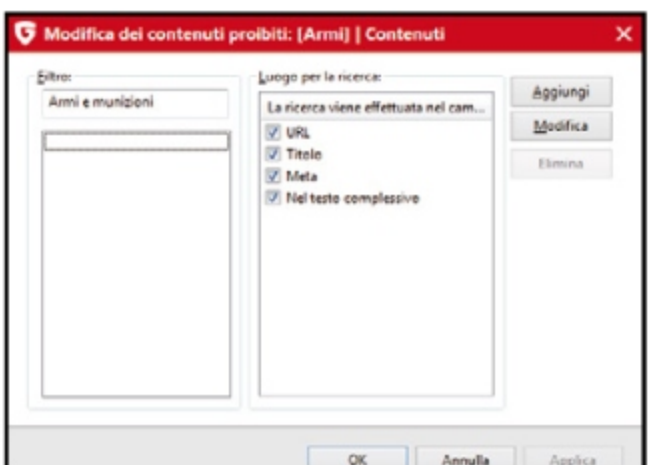 Modifica dei contenuti proibiti: [Armi] | Contenuti
Filtro:
Armi e munizioni
Luogo per la ricerca:
La ricerca viene effettuata nel cam...
URL
Titolo
Meta
Nel testo complessivo
Aggiungi
Modifica
Elimina
OK
Annulla
Applica